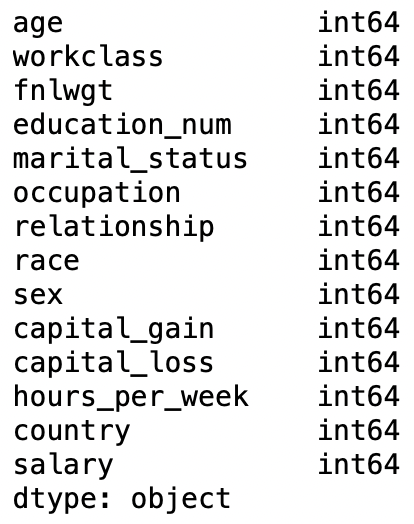 age int64
workclass int64
fnlwgt int64
education_num int64
marital_status int64
occupation int64
relationship int64
race int64
sex int64
capital_gain int64
capital_loss int64
hours_per_week int64
country int64
salary int64
dtype: object